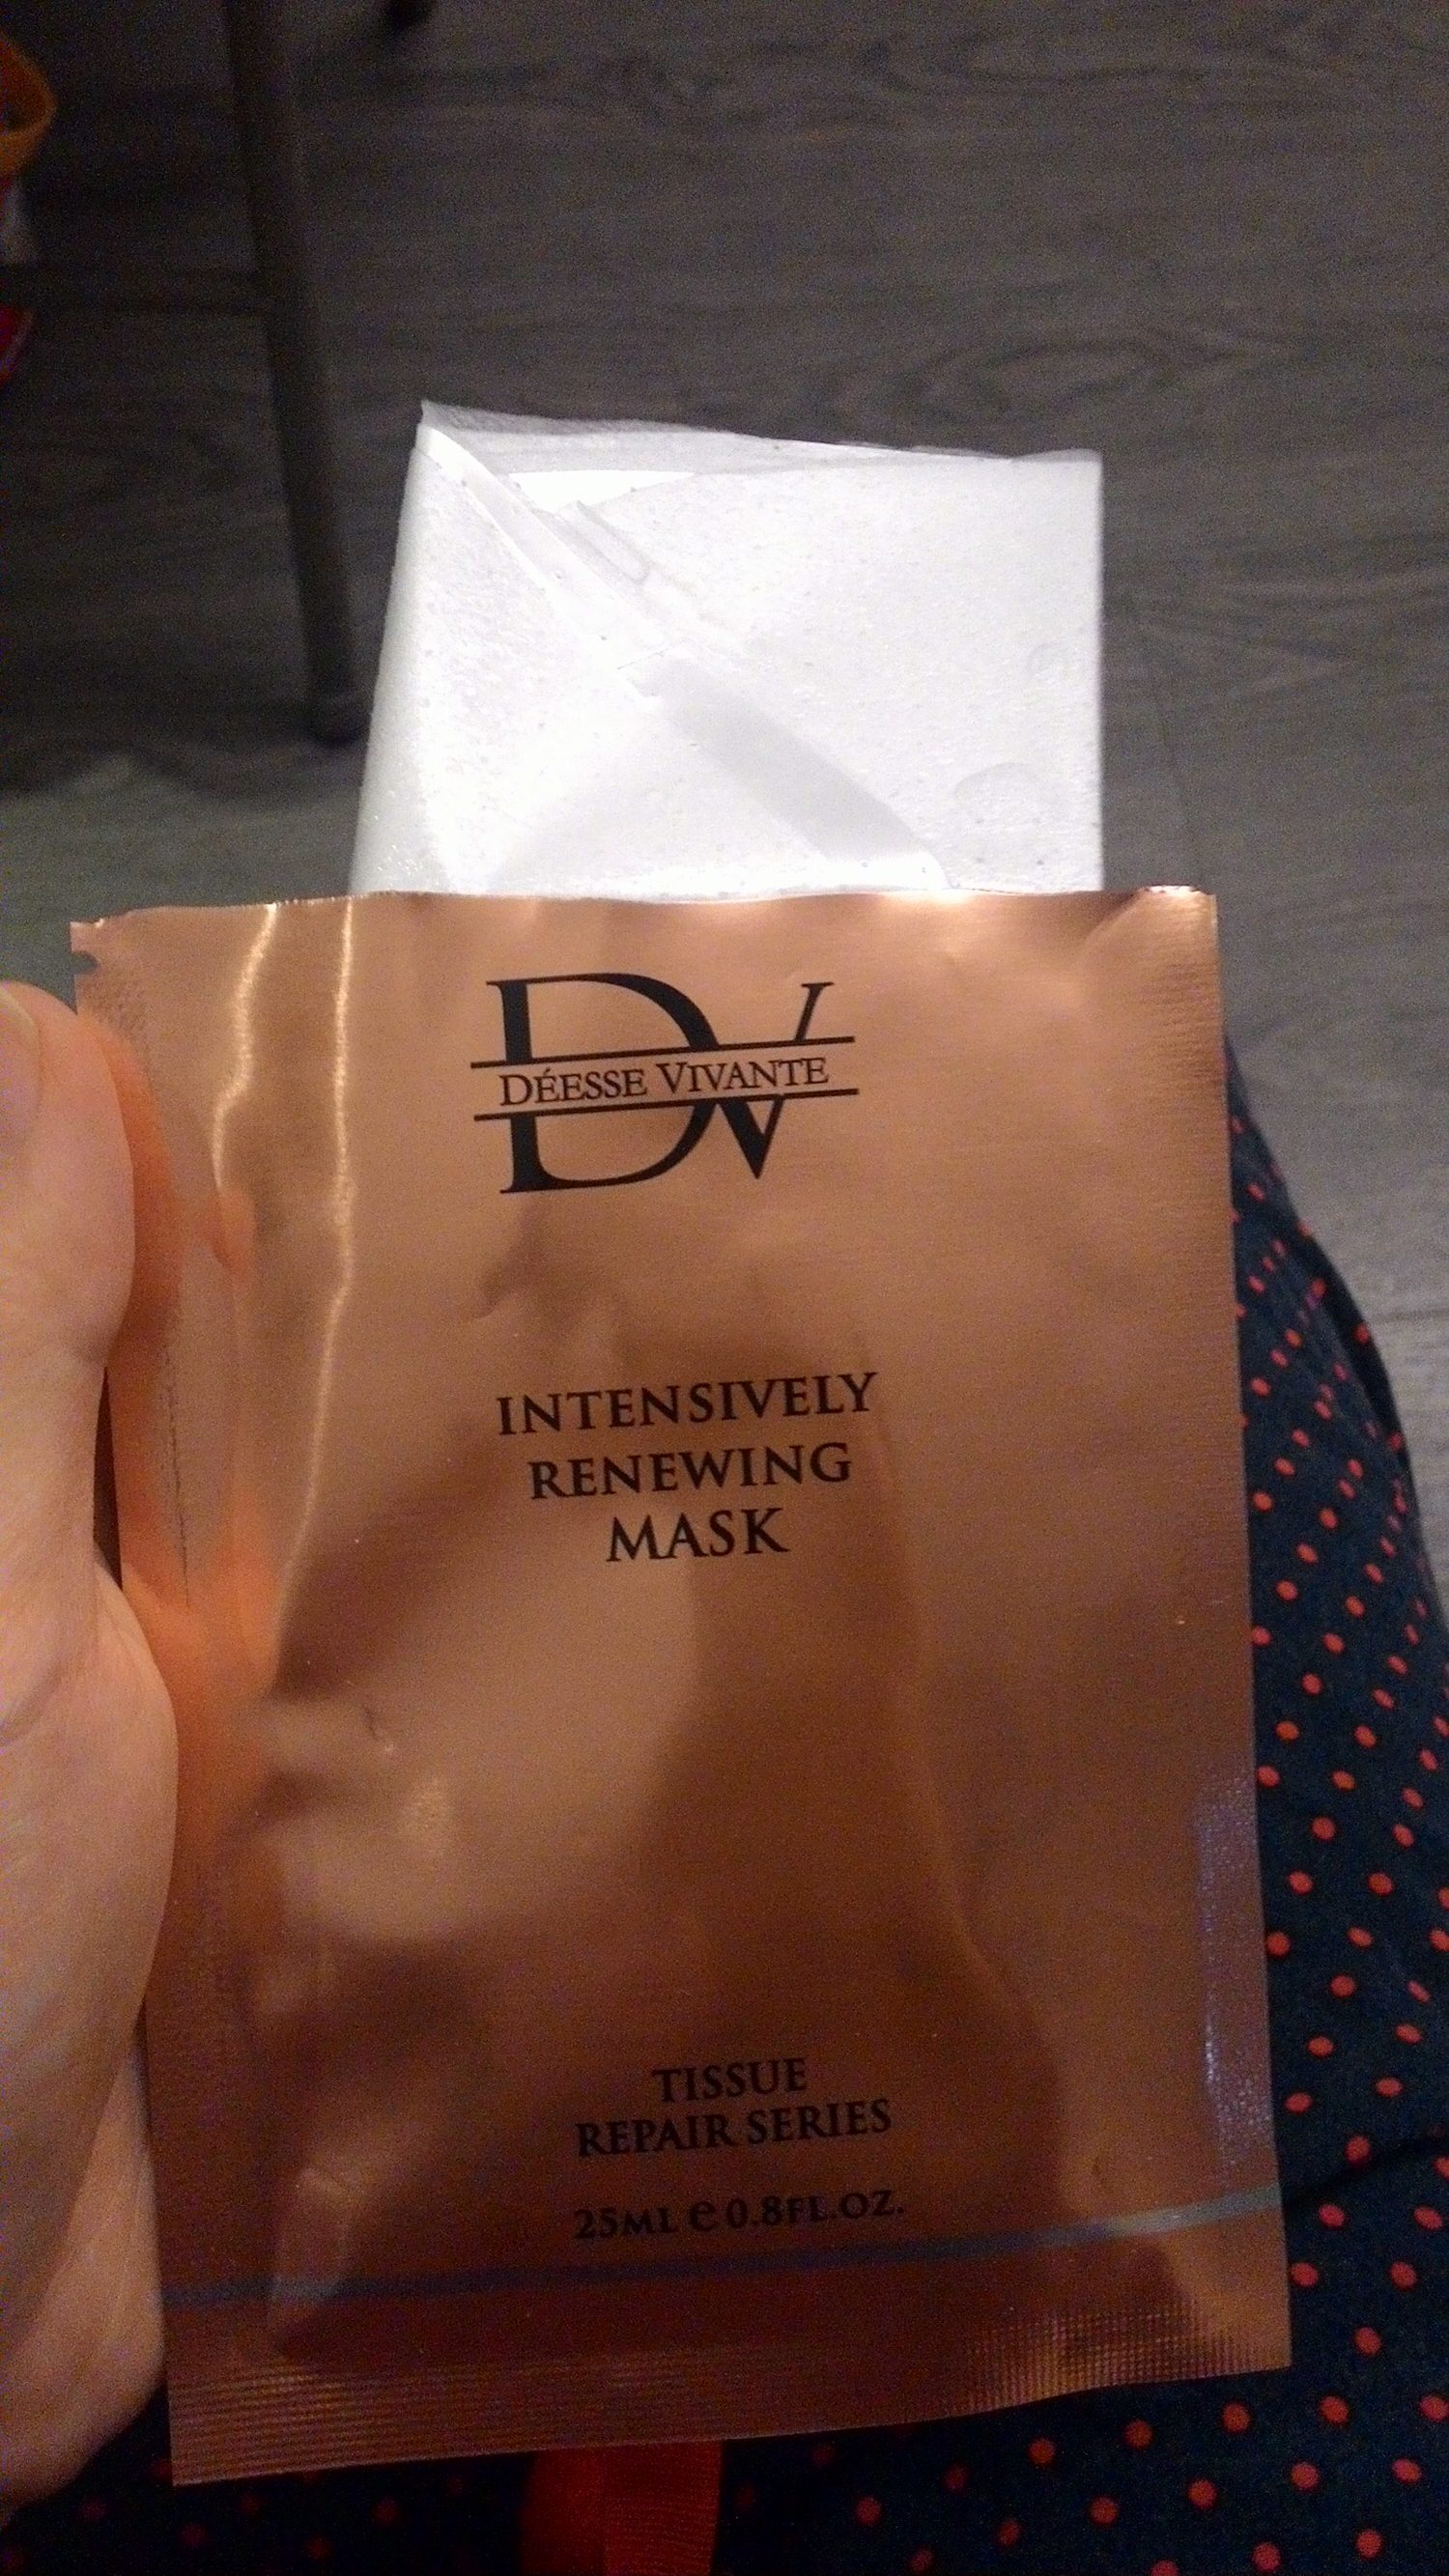 DV
DÉESSE VIVANTE
INTENSIVELY
RENEWING
MASK
TISSUE
REPAIR SERIES
25ML e 0.8FL.OZ.